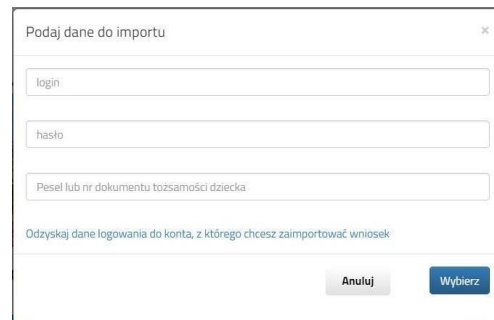 Podaj dane do importu ×
login
hasło
Pesel lub nr dokumentu tożsamości dziecka
Odzyskaj dane logowania do konta, z którego chcesz zaimportować wniosek
Anuluj Wybierz